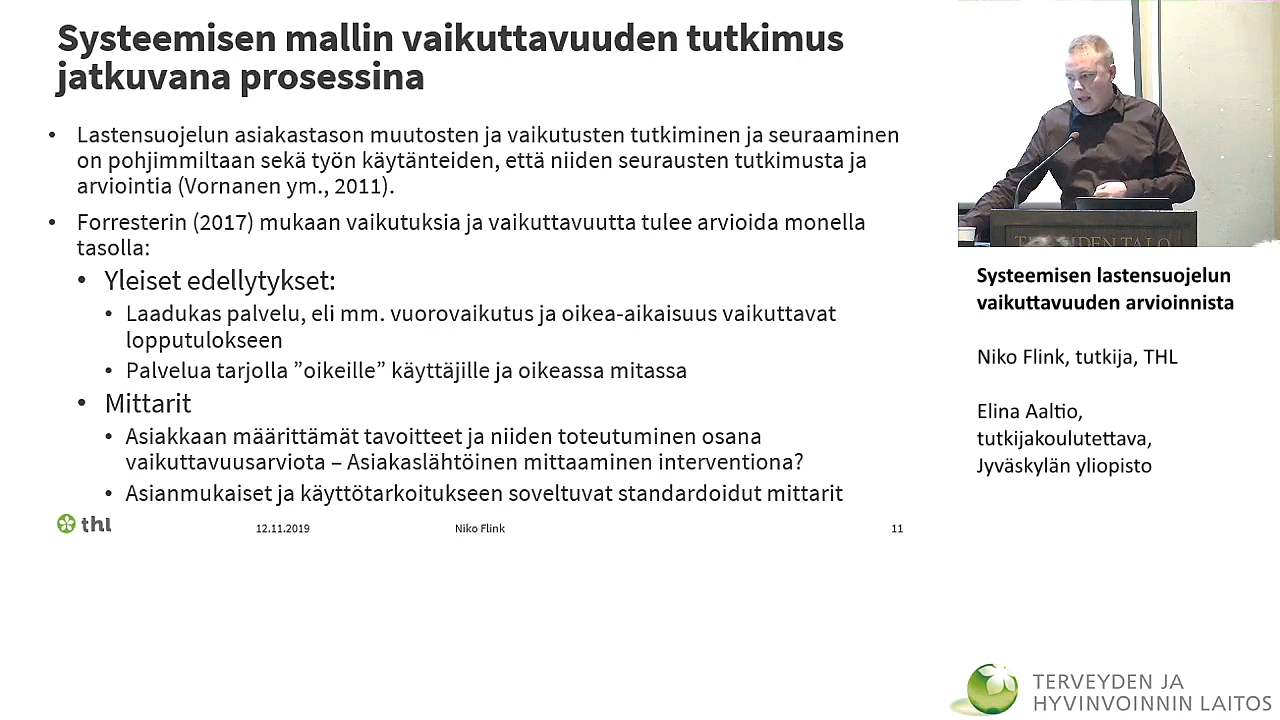 Systeemisen mallin vaikuttavuuden tutkimus
jatkuvana prosessina
• Lastensuojelun asiakastason muutosten ja vaikutusten tutkiminen ja seuraaminen
on pohjimmiltaan sekä työn käytänteiden, että niiden seurausten tutkimusta ja
arviointia (Vornanen ym., 2011).
• Forresterin (2017) mukaan vaikutuksia ja vaikuttavuutta tulee arvioida monella
tasolla:
• Yleiset edellytykset:
• Laadukas palvelu, eli mm. vuorovaikutus ja oikea-aikaisuus vaikuttavat
lopputulokseen
• Palvelua tarjolla ”oikeille” käyttäjille ja oikeassa mitassa
• Mittarit
• Asiakkaan määrittämät tavoitteet ja niiden toteutuminen osana
vaikuttavuusarviota – Asiakaslähtöinen mittaaminen interventiona?
• Asianmukaiset ja käyttötarkoitukseen soveltuvat standardoidut mittarit
thl
12.11.2019
Niko Flink
11
Systeemisen lastensuojelun
vaikuttavuuden arvioinnista
Niko Flink, tutkija, THL
Elina Aaltio,
tutkijakoulutettava,
Jyväskylän yliopisto
TERVEYDEN JA
HYVINVOINNIN LAITOS